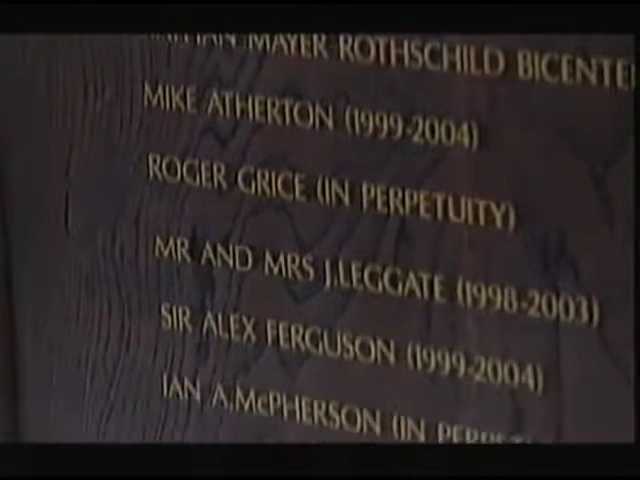 MAYER ROTHSCHILD
MIKE ATHERTON (1999-2004)
ROGER GRICE (IN PERPETUITY)
MR AND MRS J.LEGGATE (1998-2003)
SIR ALEX FERGUSON (1999-2004)
IAN A.McPHERSON (IN